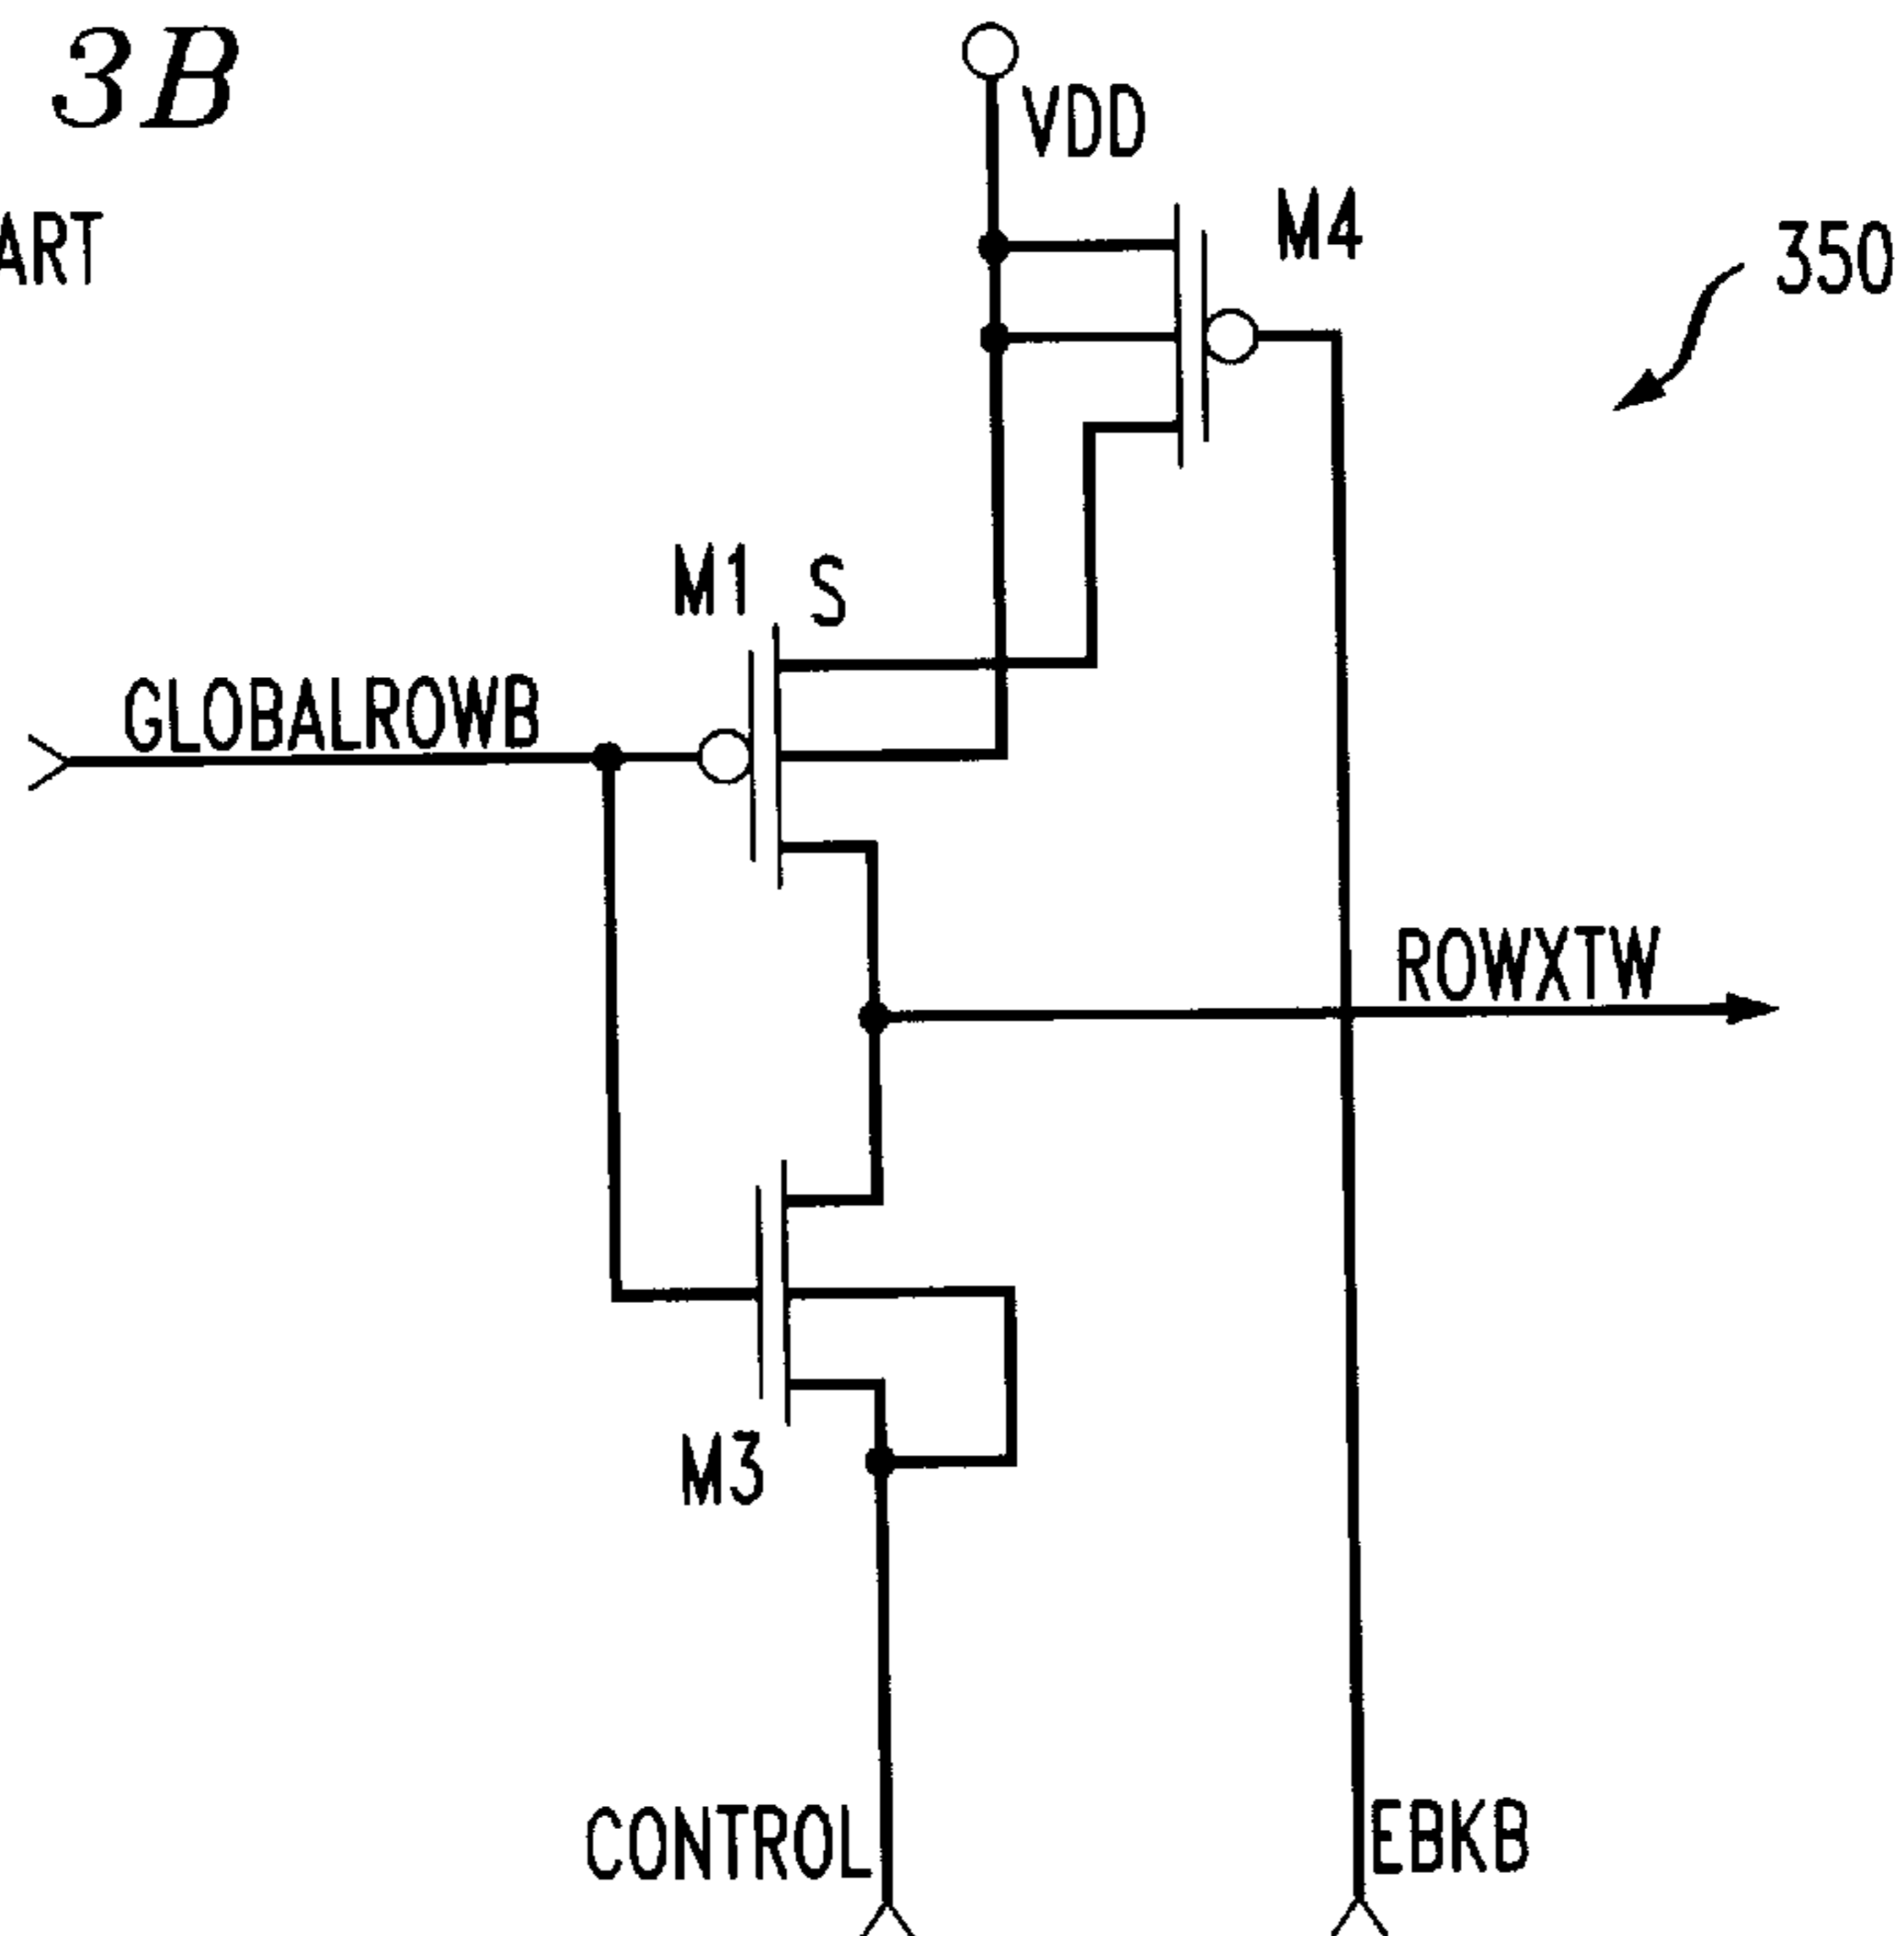 3B
ART
VDD
M4
350
M1 S
GLOBALROWB
ROWXTW
M3
CONTROL
EBKB